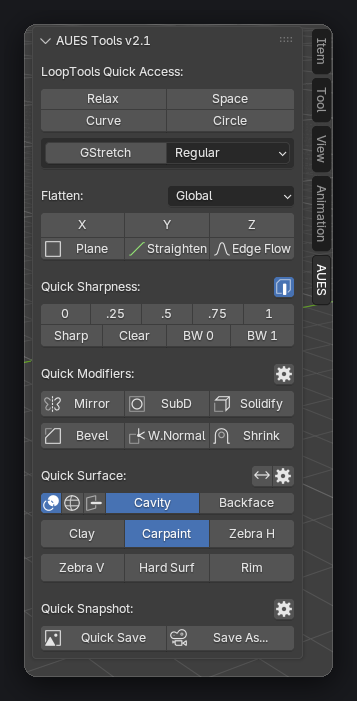 AUES Tools v2.1
LoopTools Quick Access:
Relax Space
Curve Circle
GStretch Regular
Flatten: Global
X Y Z
Plane Straighten Edge Flow
Quick Sharpness:
0 .25 .5 .75 1
Sharp Clear BW 0 BW 1
Quick Modifiers:
Mirror SubD Solidify
Bevel W.Normal Shrink
Quick Surface:
Cavity Backface
Clay Carpaint Zebra H
Zebra V Hard Surf Rim
Quick Snapshot:
Quick Save Save As...
Item
Tool
View
Animation
AUES